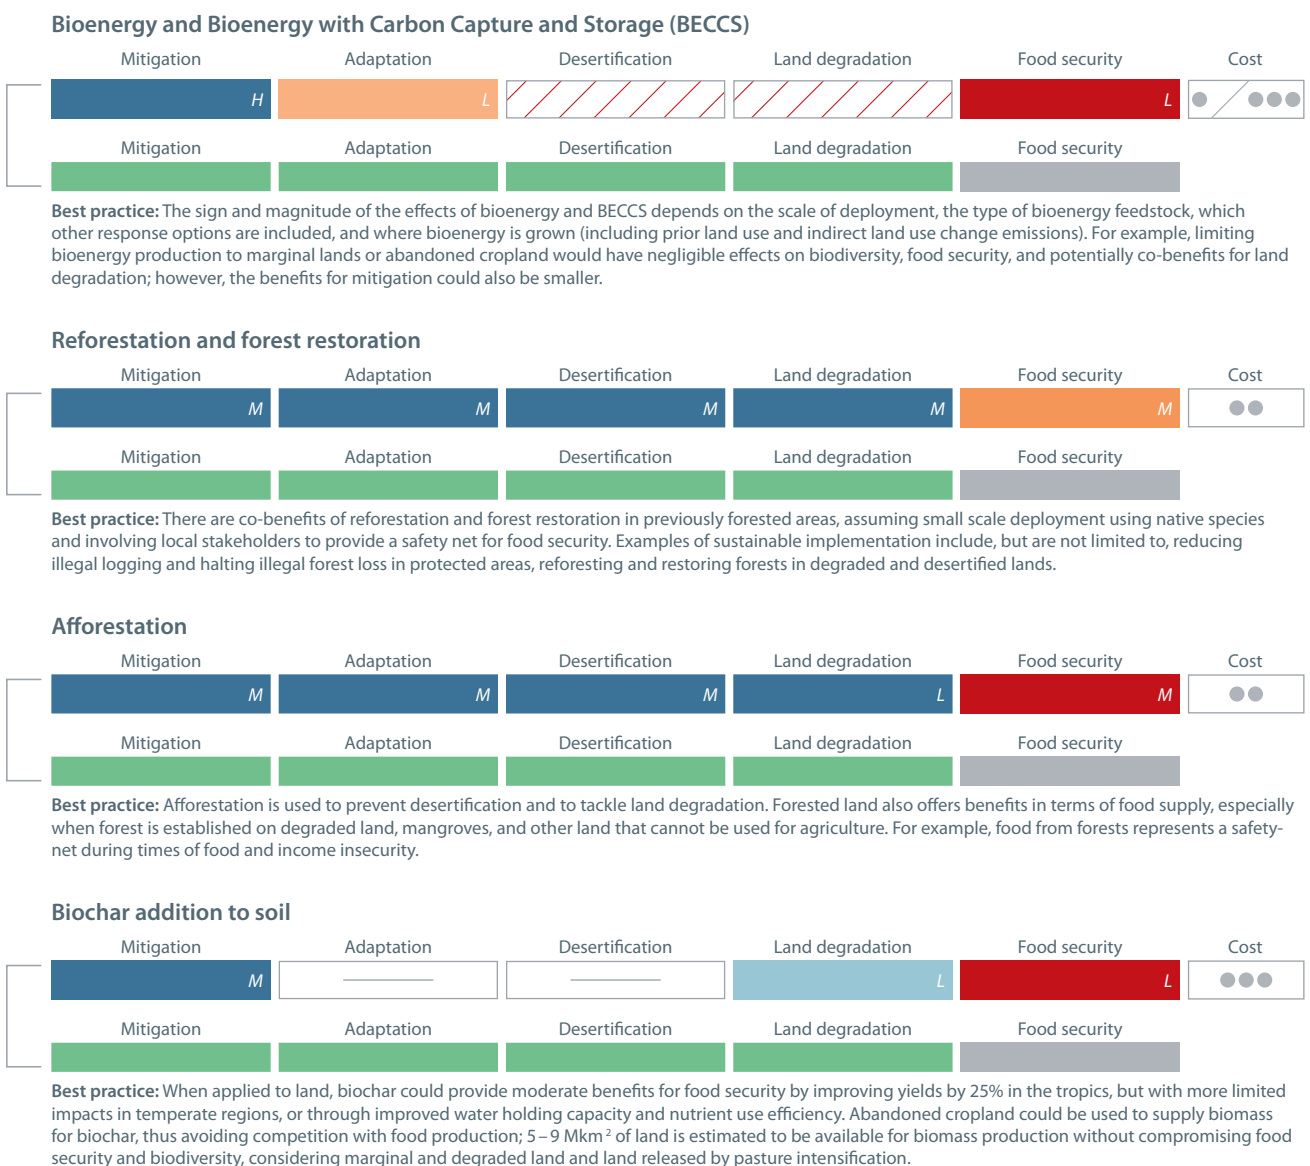 Bioenergy and Bioenergy with Carbon Capture and Storage (BECCS)
Mitigation Adaptation Desertification Land degradation Food security Cost
H L L
Mitigation Adaptation Desertification Land degradation Food security
Best practice: The sign and magnitude of the effects of bioenergy and BECCS depends on the scale of deployment, the type of bioenergy feedstock, which
other response options are included, and where bioenergy is grown (including prior land use and indirect land use change emissions). For example, limiting
bioenergy production to marginal lands or abandoned cropland would have negligible effects on biodiversity, food security, and potentially co-benefits for land
degradation; however, the benefits for mitigation could also be smaller.
Reforestation and forest restoration
Mitigation Adaptation Desertification Land degradation Food security Cost
M M M M M
Mitigation Adaptation Desertification Land degradation Food security
Best practice: There are co-benefits of reforestation and forest restoration in previously forested areas, assuming small scale deployment using native species
and involving local stakeholders to provide a safety net for food security. Examples of sustainable implementation include, but are not limited to, reducing
illegal logging and halting illegal forest loss in protected areas, reforesting and restoring forests in degraded and desertified lands.
Afforestation
Mitigation Adaptation Desertification Land degradation Food security Cost
M M M L M
Mitigation Adaptation Desertification Land degradation Food security
Best practice: Afforestation is used to prevent desertification and to tackle land degradation. Forested land also offers benefits in terms of food supply, especially
when forest is established on degraded land, mangroves, and other land that cannot be used for agriculture. For example, food from forests represents a safety-
net during times of food and income insecurity.
Biochar addition to soil
Mitigation Adaptation Desertification Land degradation Food security Cost
M L L
Mitigation Adaptation Desertification Land degradation Food security
Best practice: When applied to land, biochar could provide moderate benefits for food security by improving yields by 25% in the tropics, but with more limited
impacts in temperate regions, or through improved water holding capacity and nutrient use efficiency. Abandoned cropland could be used to supply biomass
for biochar, thus avoiding competition with food production; 5–9 Mkm² of land is estimated to be available for biomass production without compromising food
security and biodiversity, considering marginal and degraded land and land released by pasture intensification.